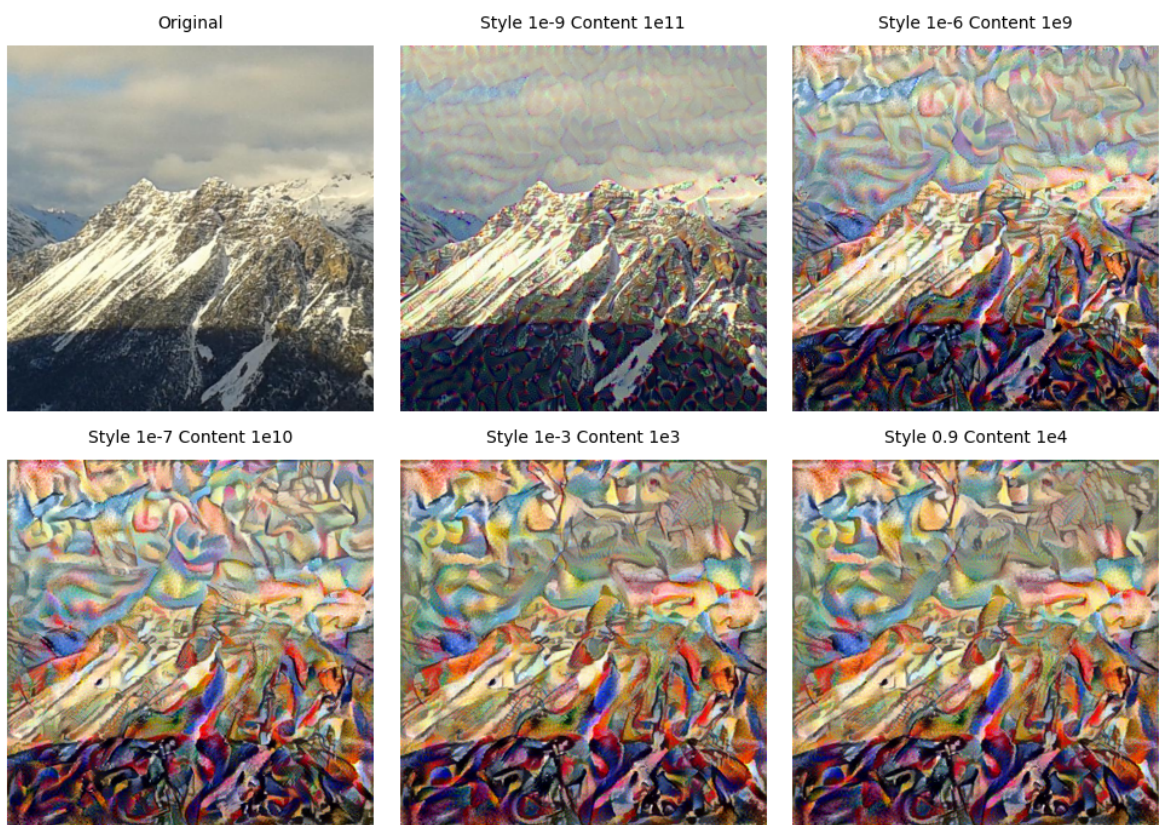 Original
Style 1e-9 Content 1e11
Style 1e-6 Content 1e9
Style 1e-7 Content 1e10
Style 1e-3 Content 1e3
Style 0.9 Content 1e4